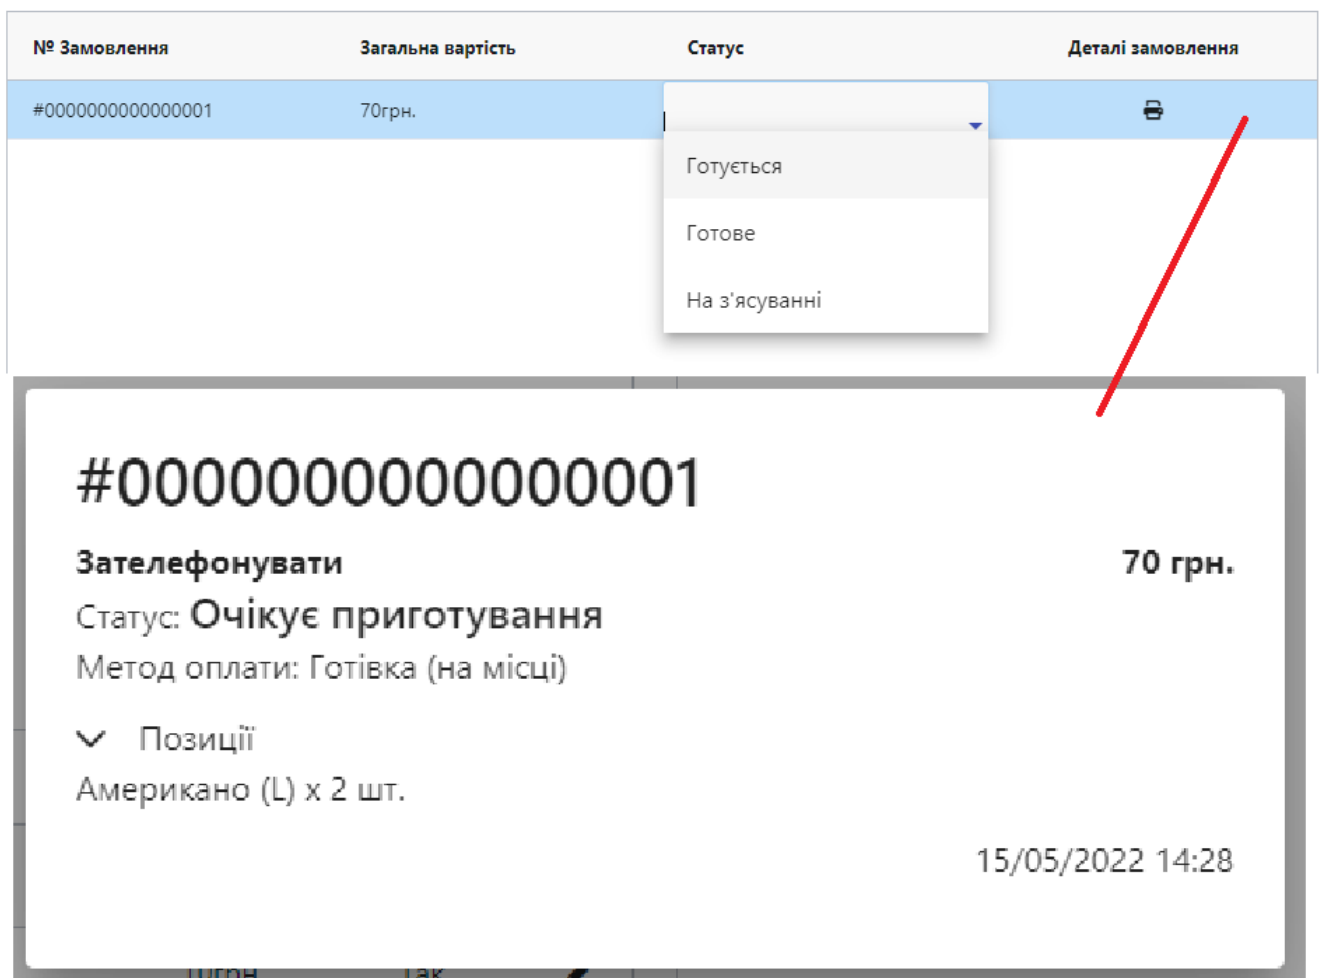 № Замовлення Загальна вартість Статус Деталі замовлення
#0000000000000001 70грн.
Готується
Готове
На з'ясуванні
#0000000000000001
Зателефонувати 70 грн.
Статус: Очікує приготування
Метод оплати: Готівка (на місці)
Позиції
Американо (L) x 2 шт.
15/05/2022 14:28